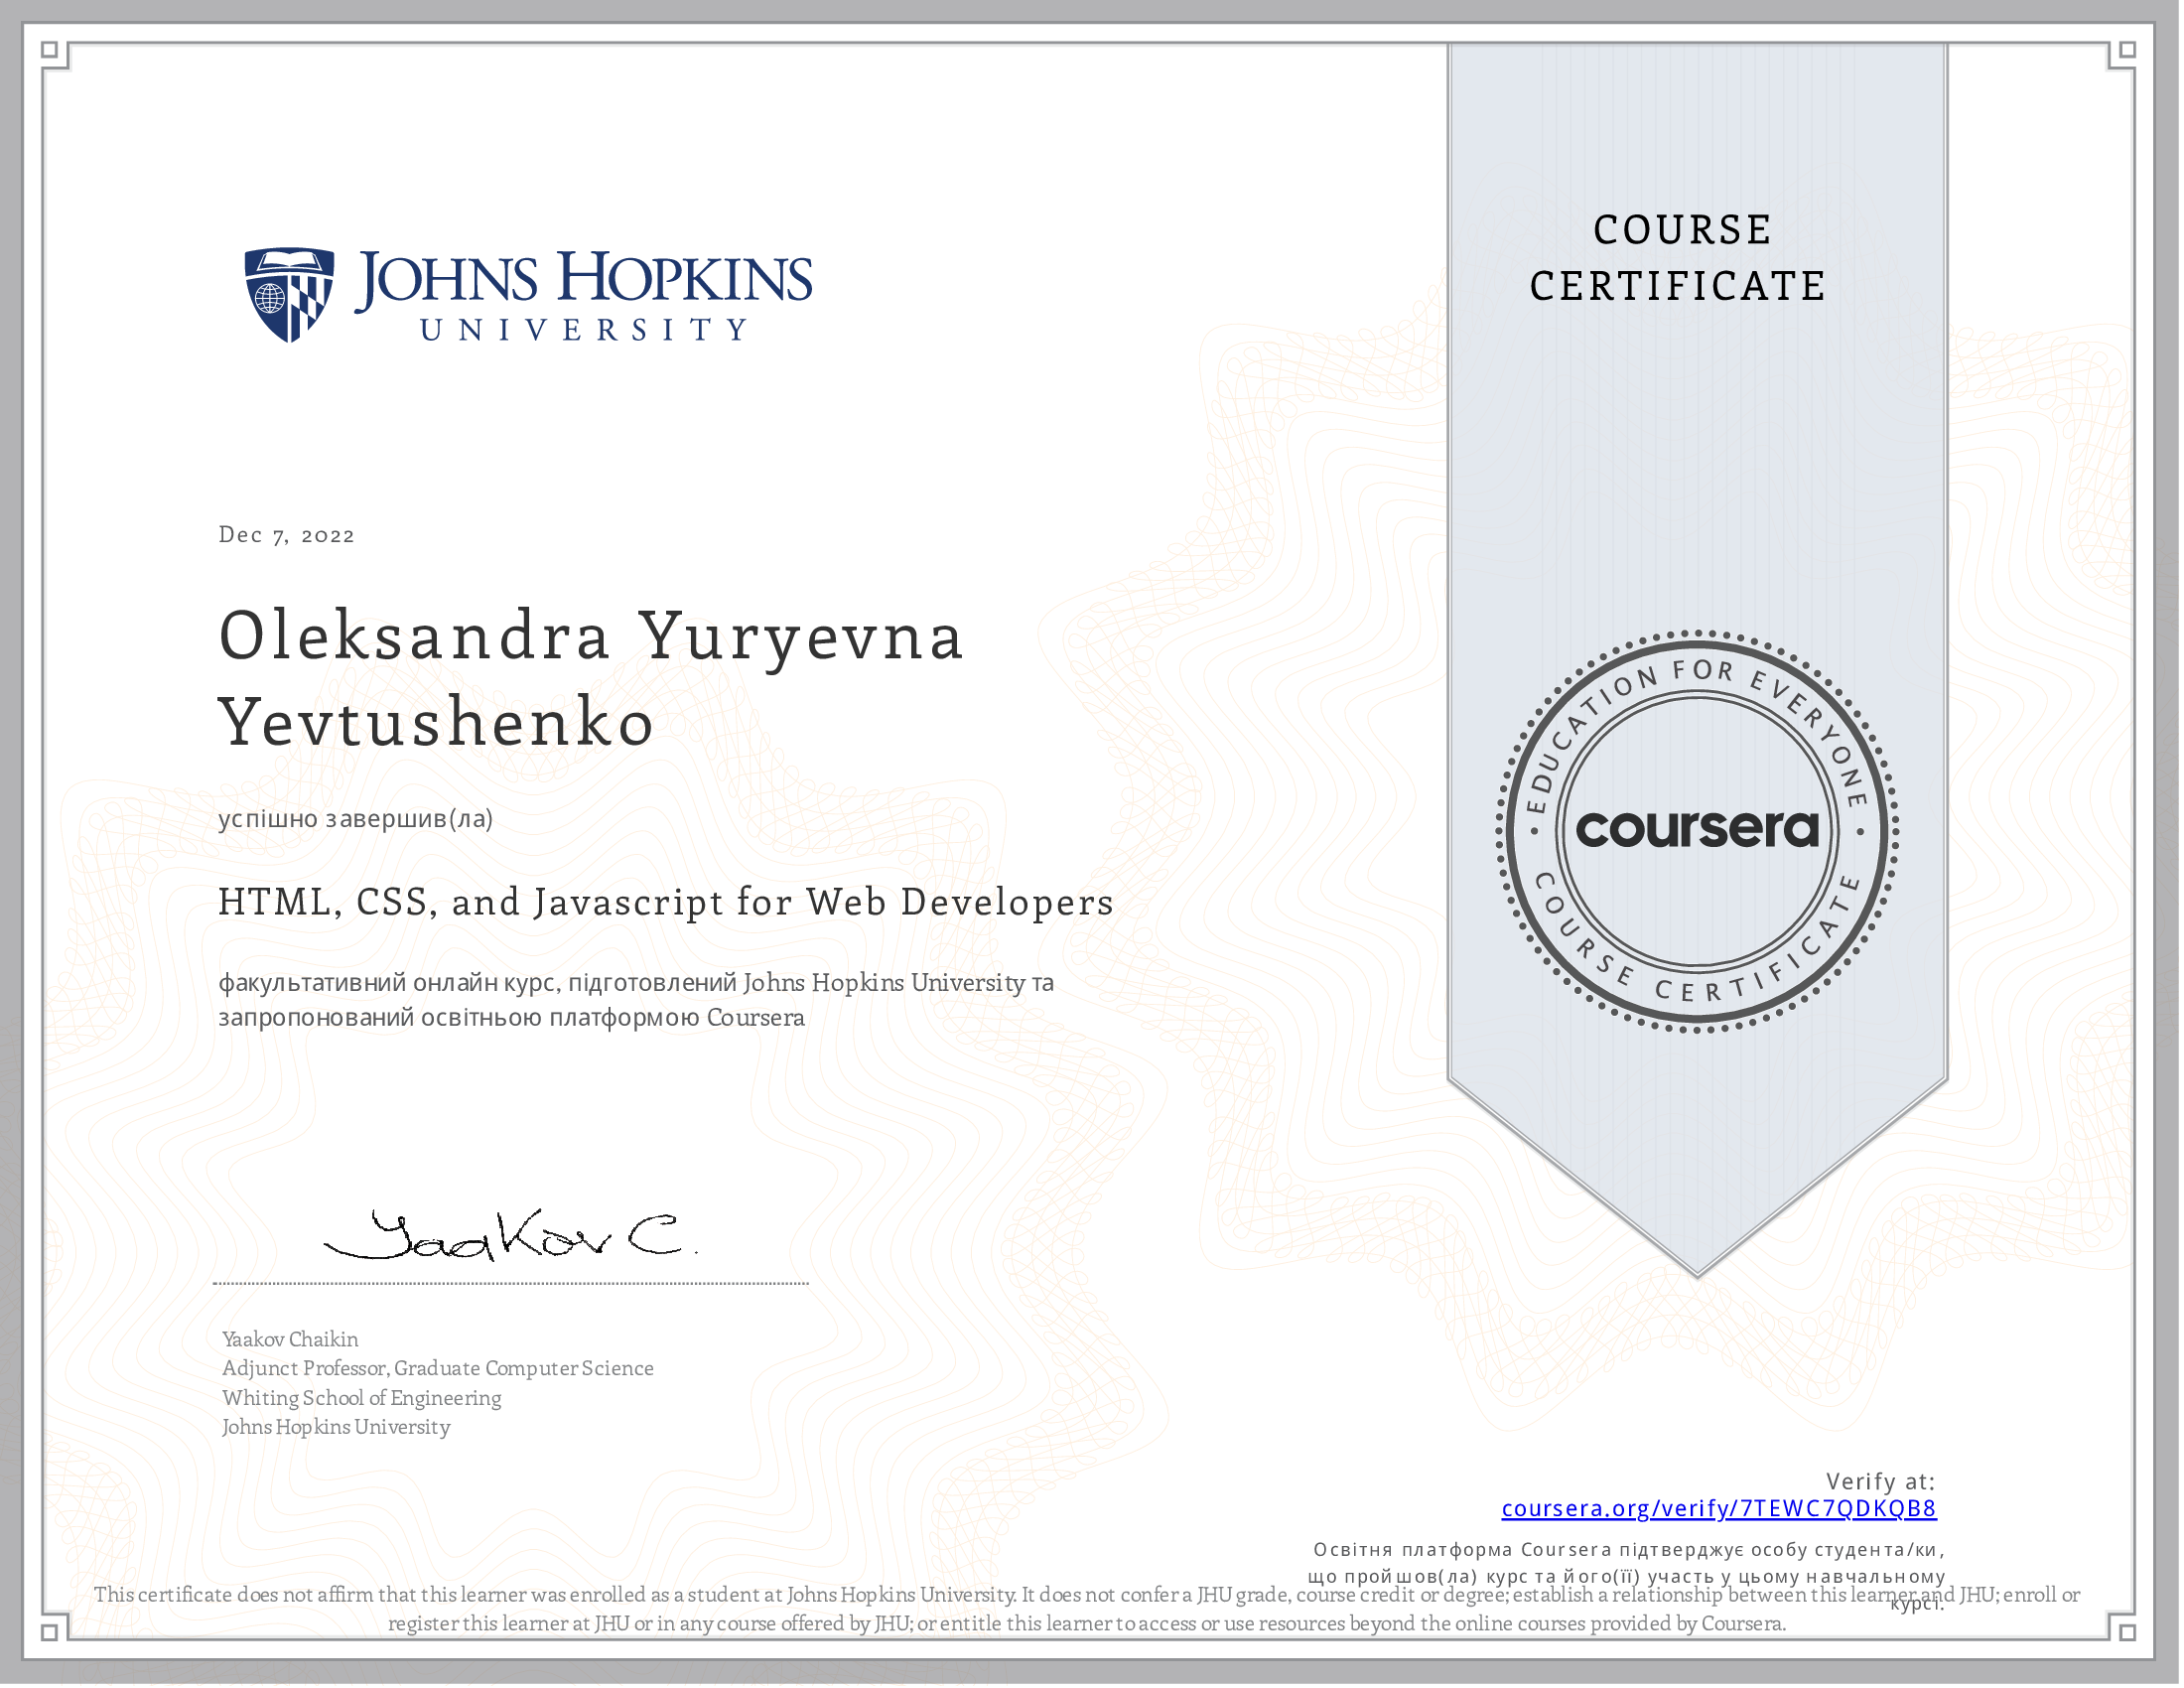 JOHNS HOPKINS
UNIVERSITY
COURSE
CERTIFICATE
Dec 7, 2022
Oleksandra Yuryevna
Yevtushenko
успішно завершив(ла)
HTML, CSS, and Javascript for Web Developers
факультативний онлайн курс, підготовлений Johns Hopkins University та
запропонований освітньою платформою Coursera
EDUCATION FOR EVERYONE
coursera
COURSE CERTIFICATE
Yaakov C.
Yaakov Chaikin
Adjunct Professor, Graduate Computer Science
Whiting School of Engineering
Johns Hopkins University
Verify at:
coursera.org/verify/7TEWC7QDKQB8
Освітня платформа Coursera підтверджує особу студента/ки,
що пройшов(ла) курс та його(її) участь у цьому навчальному
курсі.
This certificate does not affirm that this learner was enrolled as a student at Johns Hopkins University. It does not confer a JHU grade, course credit or degree; establish a relationship between this learner and JHU; enroll or
register this learner at JHU or in any course offered by JHU; or entitle this learner to access or use resources beyond the online courses provided by Coursera.